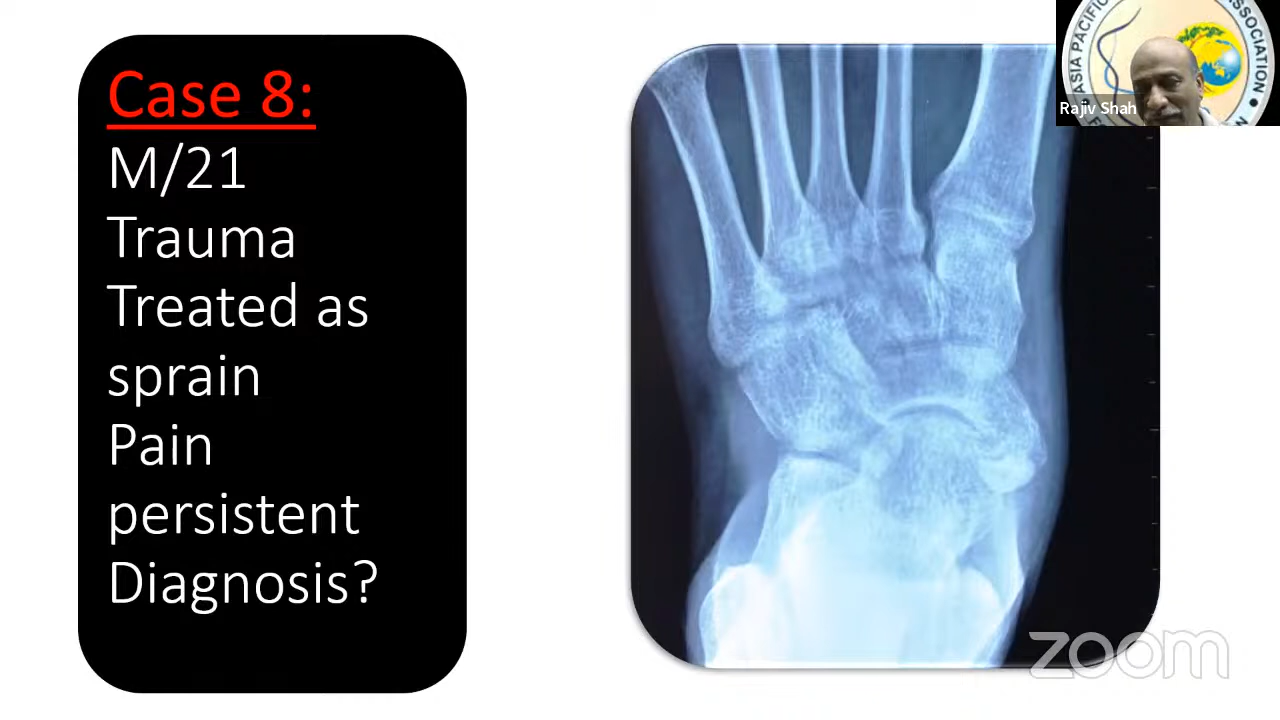 Case 8:
M/21
Trauma
Treated as
sprain
Pain
persistent
Diagnosis?
ASIA PACIFIC
ASSOCIATION
Rajiv Shah
zoom